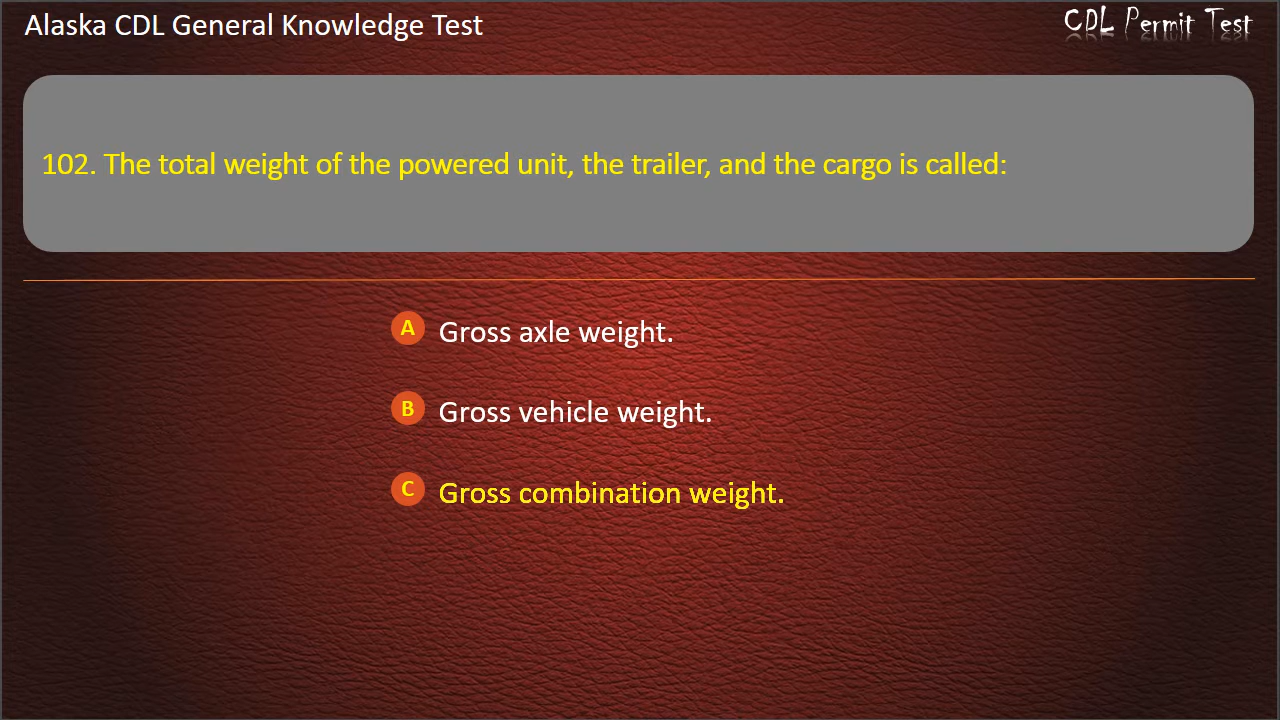 Alaska CDL General Knowledge Test
CDL Permit Test
102. The total weight of the powered unit, the trailer, and the cargo is called:
A Gross axle weight.
B Gross vehicle weight.
C Gross combination weight.